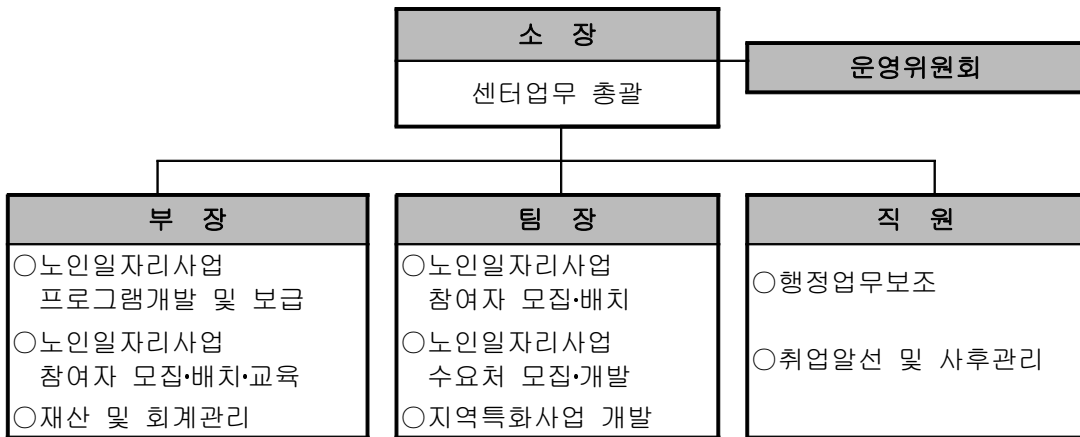 소 장
센터업무 총괄
운영위원회
부 장
○노인일자리사업
프로그램개발 및 보급
○노인일자리사업
참여자 모집·배치·교육
○재산 및 회계관리
팀 장
○노인일자리사업
참여자 모집·배치
○노인일자리사업
수요처 모집·개발
○지역특화사업 개발
직 원
○행정업무보조
○취업알선 및 사후관리